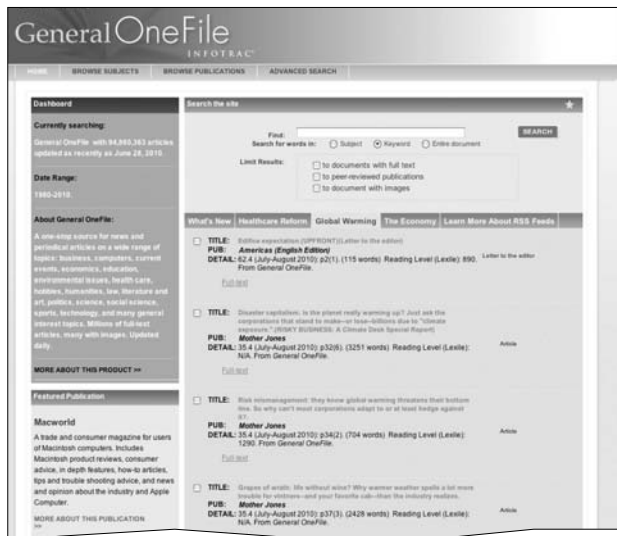 General OneFile
INFOTRAC
HOME BROWSE SUBJECTS BROWSE PUBLICATIONS ADVANCED SEARCH
Dashboard
Currently searching:
General OneFile with articles
updated as recently as June 28, 2010.
Date Range:
1980-2010.
About General OneFile:
A one-stop source for news and
periodical articles on a wide range of
topics: business, computers, current
events, economics, education,
environmental issues, health care,
hobbies, humanities, law, literature and
art, politics, science, social science,
sports, technology, and many general
interest topics. Millions of full-text
articles, many with images. Updated
daily.
MORE ABOUT THIS PRODUCT >>
Featured Publication
Macworld
A trade and consumer magazine for users
of Macintosh computers. Includes
Macintosh product reviews, consumer
advice, in depth features, how-to articles,
tips and trouble shooting advice, and news
and opinion about the industry and Apple
Computer.
MORE ABOUT THIS PUBLICATION
>>
Search the site
Find:
SEARCH
Search for words in: Subject Keyword Entire document
Limit Results:
to documents with full text
to peer-reviewed publications
to document with images
What's New Healthcare Reform Global Warming The Economy Learn More About RSS Feeds
TITLE: Edifice expectation (UPFRONT)(Letter to the editor)
PUB: Americas (English Edition)
DETAIL: 62.4 (July-August 2010): p2(1). (115 words) Reading Level (Lexile): 890.
From General OneFile.
Letter to the editor
Full-text
TITLE: Disaster capitalism. is the planet really warming up? Just ask the
corporations that stand to make--or lose--billions due to "climate
exposure." (RISKY BUSINESS: A Climate Desk Special Report)
PUB: Mother Jones
DETAIL: 35.4 (July-August 2010): p32(6). (3251 words) Reading Level (Lexile):
N/A. From General OneFile.
Article
Full-text
TITLE: Risk mismanagement: they know global warming threatens their bottom
line. So why can't most corporations adapt to or at least hedge against
it?.
PUB: Mother Jones
DETAIL: 35.4 (July-August 2010): p34(2). (704 words) Reading Level (Lexile):
1290. From General OneFile.
Article
Full-text
TITLE: Grapes of wrath: life without wine? Why warmer weather spells a lot more
trouble for vintners--and your favorite cab--than the industry realizes.
PUB: Mother Jones
DETAIL: 35.4 (July-August 2010): p37(3). (2428 words) Reading Level (Lexile):
N/A. From General OneFile.
Article